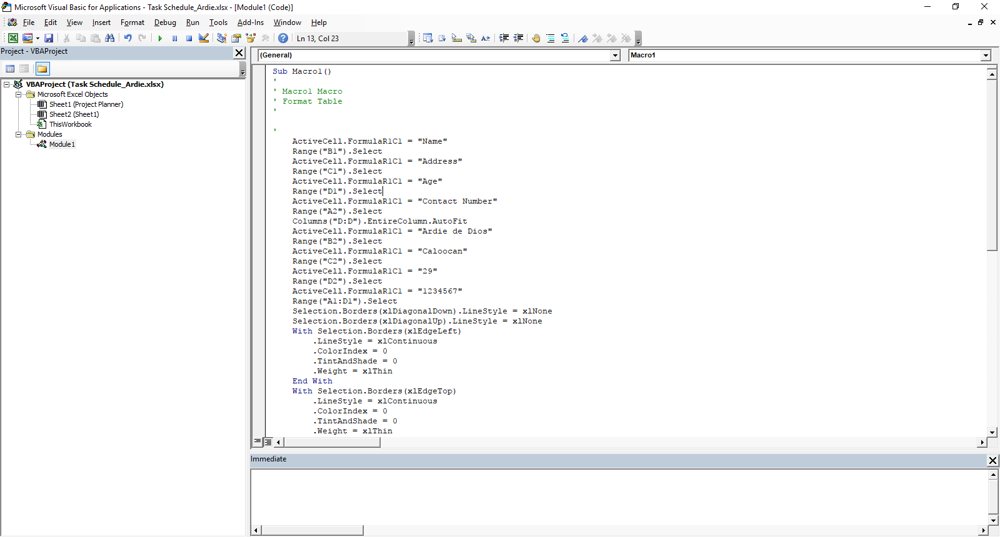 Microsoft Visual Basic for Applications - Task Schedule_Ardie.xlsx - [Module1 (Code)]
File Edit View Insert Format Debug Run Tools Add-Ins Window Help
Ln 13, Col 23
Project - VBAProject
(General) Macro1
VBAProject (Task Schedule_Ardie.xlsx)
Microsoft Excel Objects
Sheet1 (Project Planner)
Sheet2 (Sheet1)
ThisWorkbook
Modules
Module1
Sub Macro1()
'
' Macro1 Macro
' Format Table
'
'
ActiveCell.FormulaR1C1 = "Name"
Range("B1").Select
ActiveCell.FormulaR1C1 = "Address"
Range("C1").Select
ActiveCell.FormulaR1C1 = "Age"
Range("D1").Select
ActiveCell.FormulaR1C1 = "Contact Number"
Range("A2").Select
Columns("D:D").EntireColumn.AutoFit
ActiveCell.FormulaR1C1 = "Ardie de Dios"
Range("B2").Select
ActiveCell.FormulaR1C1 = "Caloocan"
Range("C2").Select
ActiveCell.FormulaR1C1 = "29"
Range("D2").Select
ActiveCell.FormulaR1C1 = "1234567"
Range("A1:D1").Select
Selection.Borders(xlDiagonalDown).LineStyle = xlNone
Selection.Borders(xlDiagonalUp).LineStyle = xlNone
With Selection.Borders(xlEdgeLeft)
.LineStyle = xlContinuous
.ColorIndex = 0
.TintAndShade = 0
.Weight = xlThin
End With
With Selection.Borders(xlEdgeTop)
.LineStyle = xlContinuous
.ColorIndex = 0
.TintAndShade = 0
.Weight = xlThin
Immediate